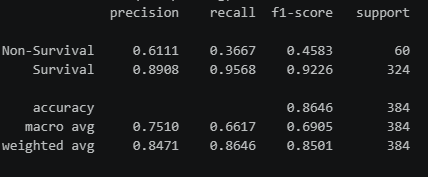 precision recall f1-score support
Non-Survival 0.6111 0.3667 0.4583 60
Survival 0.8908 0.9568 0.9226 324
accuracy 0.8646 384
macro avg 0.7510 0.6617 0.6905 384
weighted avg 0.8471 0.8646 0.8501 384